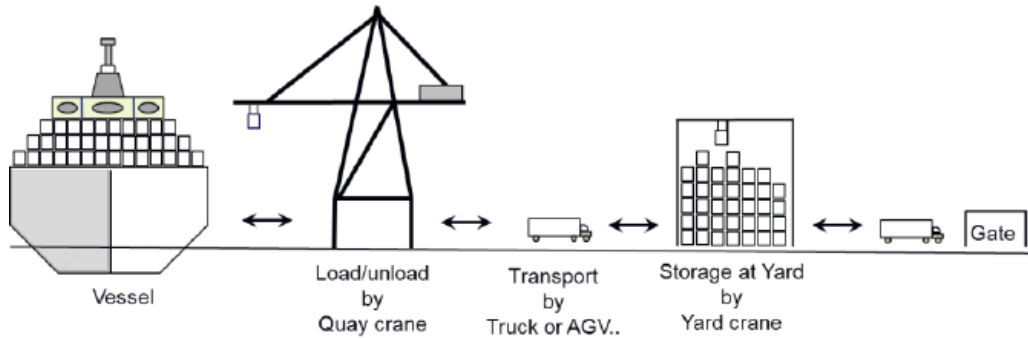 Gate
Vessel
Load/unload
by
Quay crane
Transport
by
Truck or AGV..
Storage at Yard
by
Yard crane